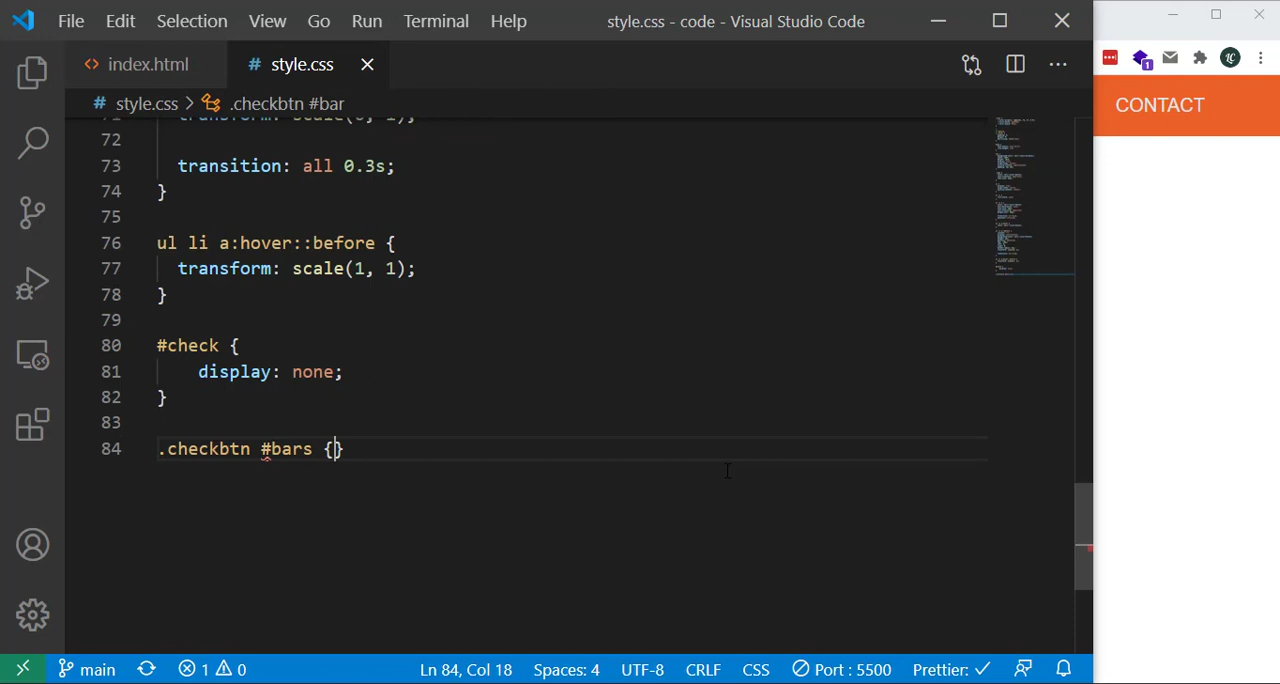 File Edit Selection View Go Run Terminal Help style.css - code - Visual Studio Code
<> index.html # style.css
# style.css > .checkbtn #bar
LC
1
CONTACT
72
73 transition: all 0.3s;
74 }
75
76 ul li a:hover::before {
77 transform: scale(1, 1);
78 }
79
80 #check {
81 display: none;
82 }
83
84 .checkbtn #bars {}
main 1 0 Ln 84, Col 18 Spaces: 4 UTF-8 CRLF CSS Port : 5500 Prettier: ✓